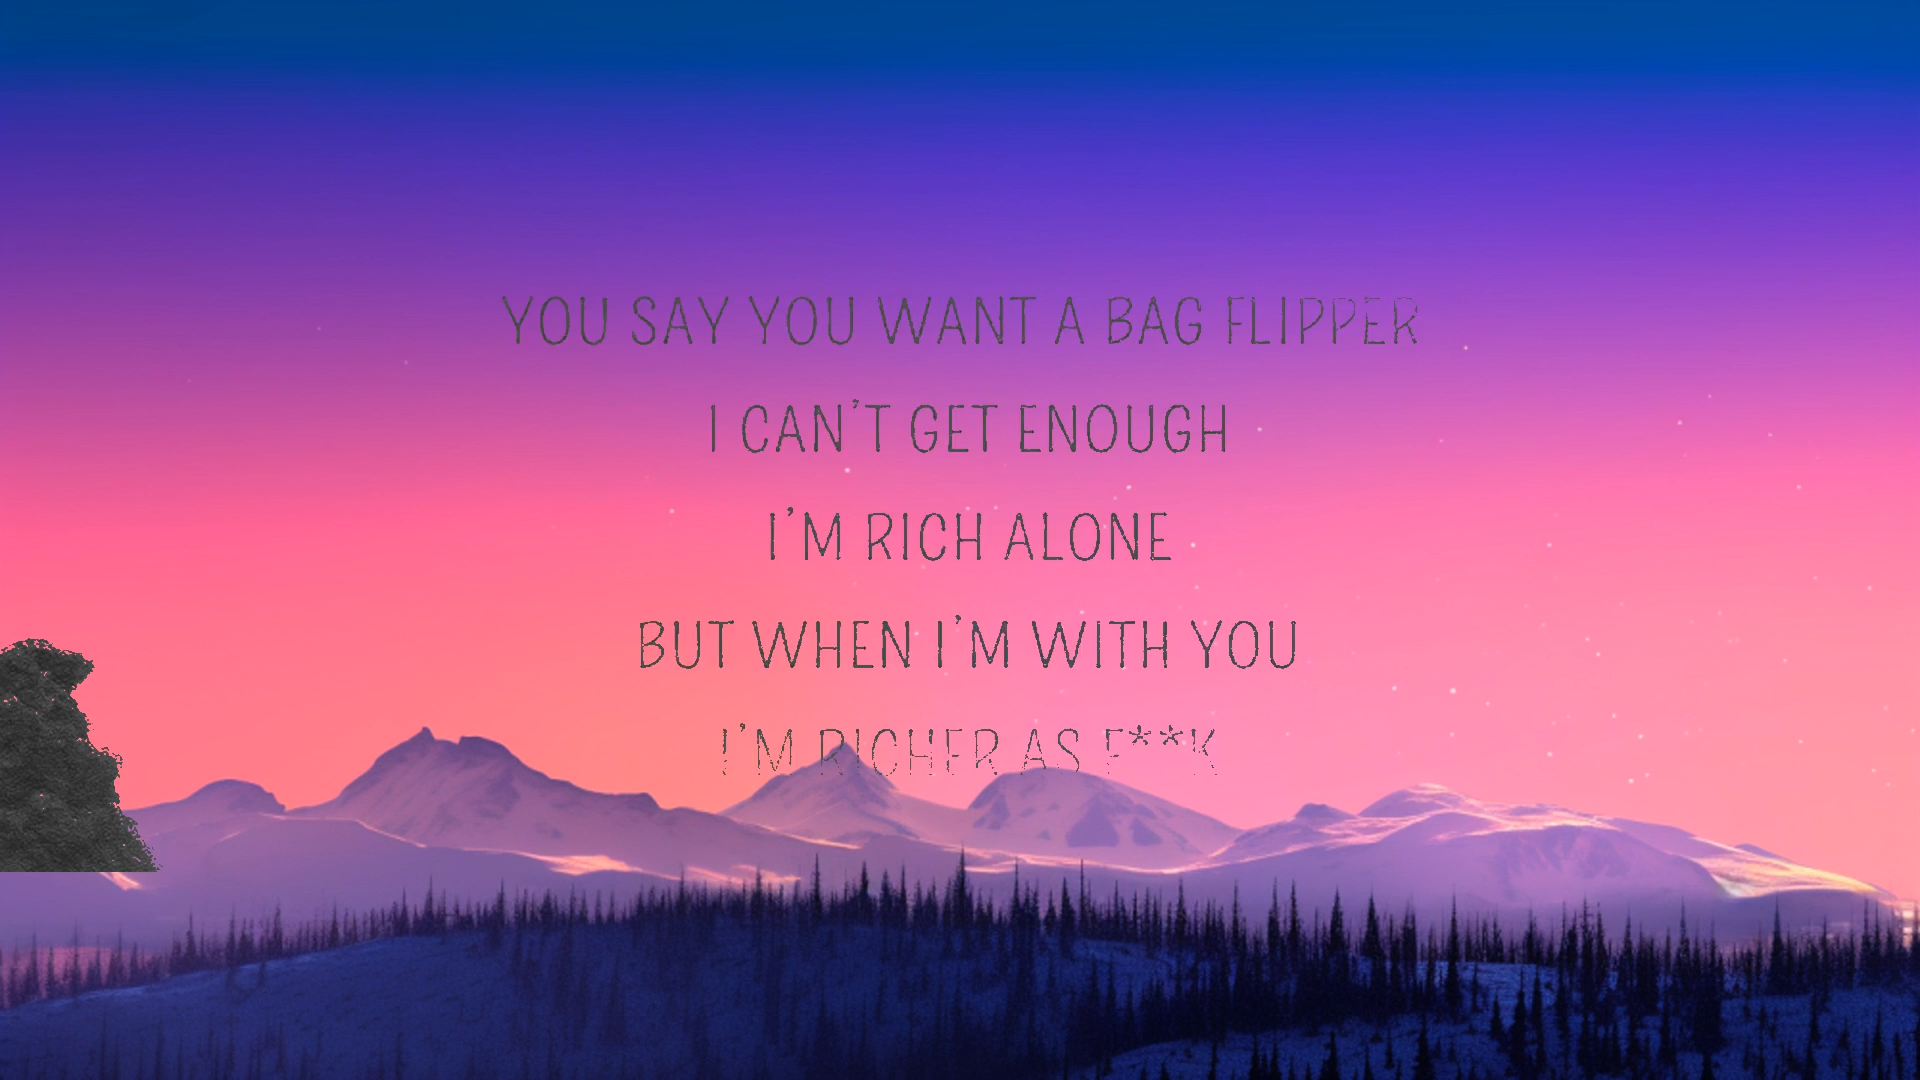 YOU SAY YOU WANT A BAG FLIPPER
I CAN'T GET ENOUGH
I'M RICH ALONE
BUT WHEN I'M WITH YOU
I'M RICHER AS F**K